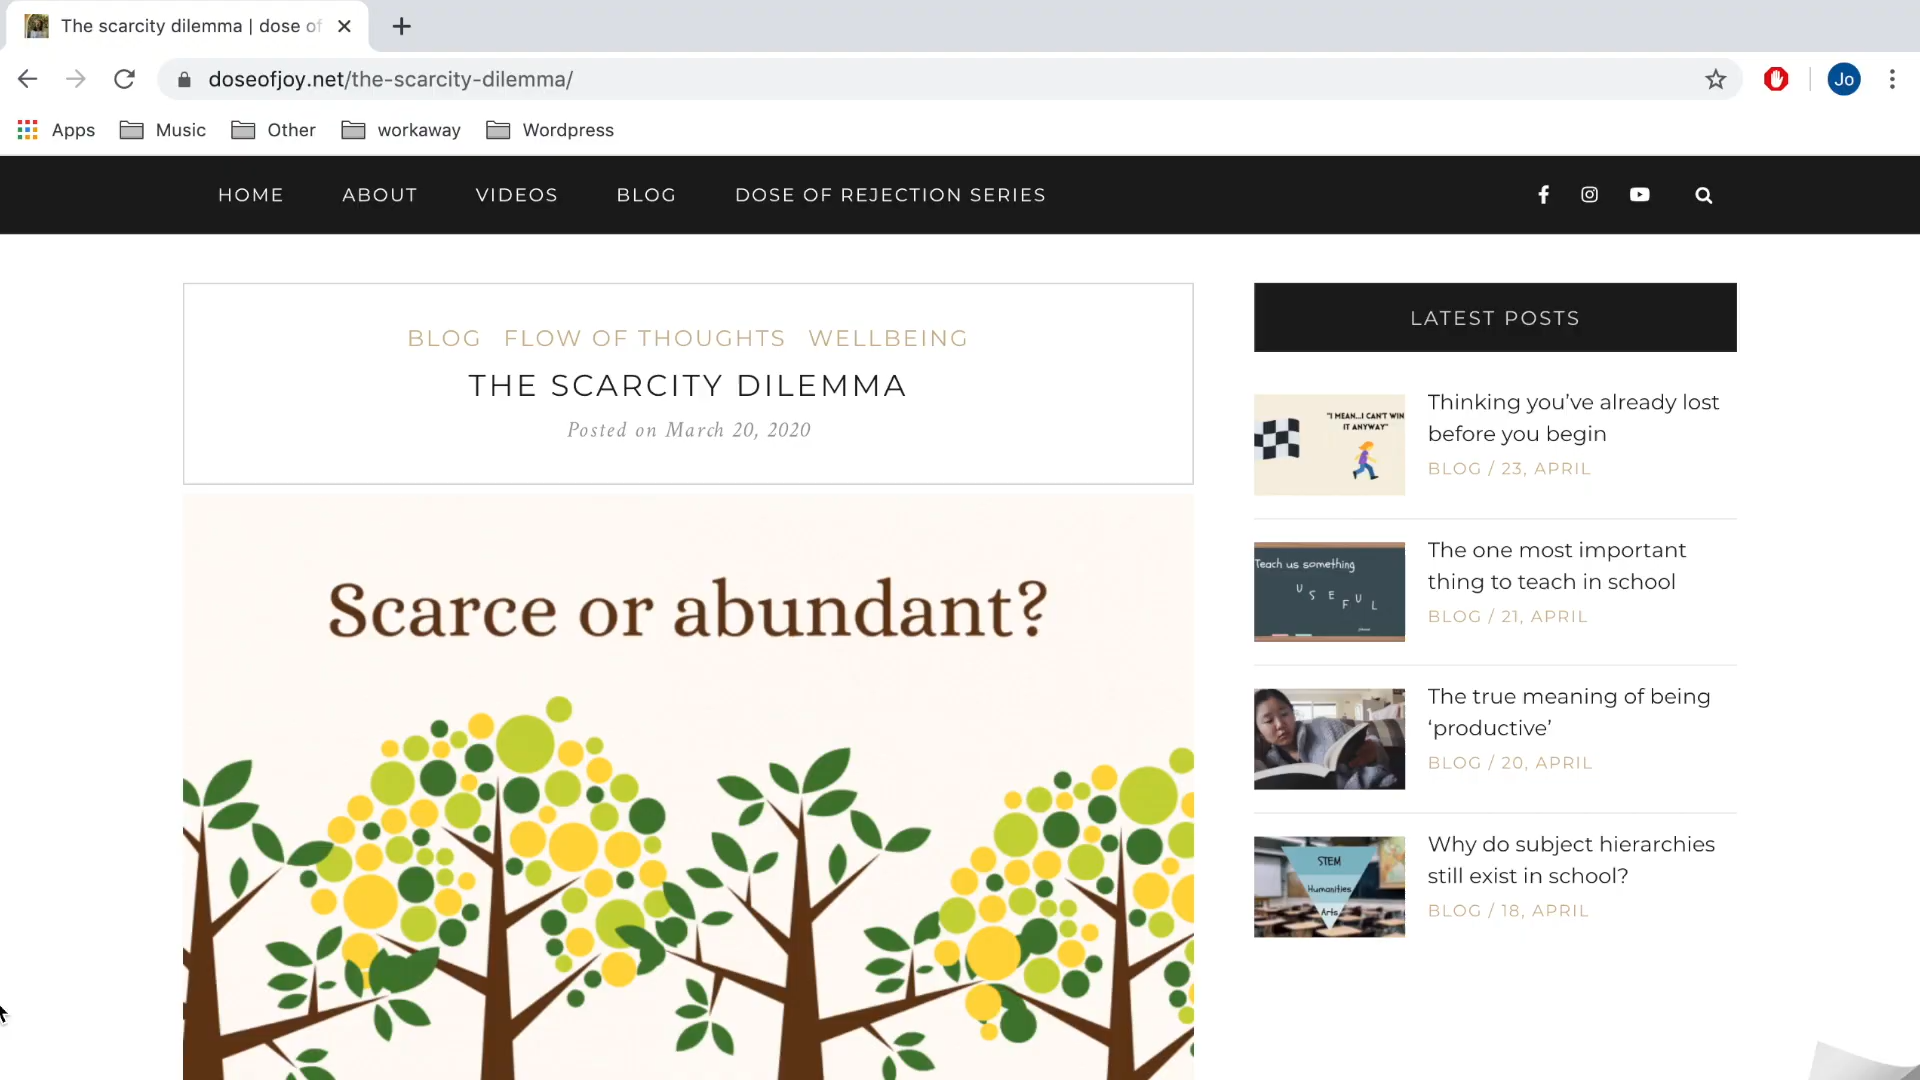 The scarcity dilemma | dose of
doseofjoy.net/the-scarcity-dilemma/
Jo
Apps Music Other workaway Wordpress
HOME ABOUT VIDEOS BLOG DOSE OF REJECTION SERIES
BLOG FLOW OF THOUGHTS WELLBEING
THE SCARCITY DILEMMA
Posted on March 20, 2020
Scarce or abundant?
LATEST POSTS
"I MEAN...I CAN'T WIN
IT ANYWAY"
Thinking you’ve already lost
before you begin
BLOG / 23, APRIL
Teach us something
USEFUL
The one most important
thing to teach in school
BLOG / 21, APRIL
The true meaning of being
‘productive’
BLOG / 20, APRIL
STEM
Humanities
Arts
Why do subject hierarchies
still exist in school?
BLOG / 18, APRIL